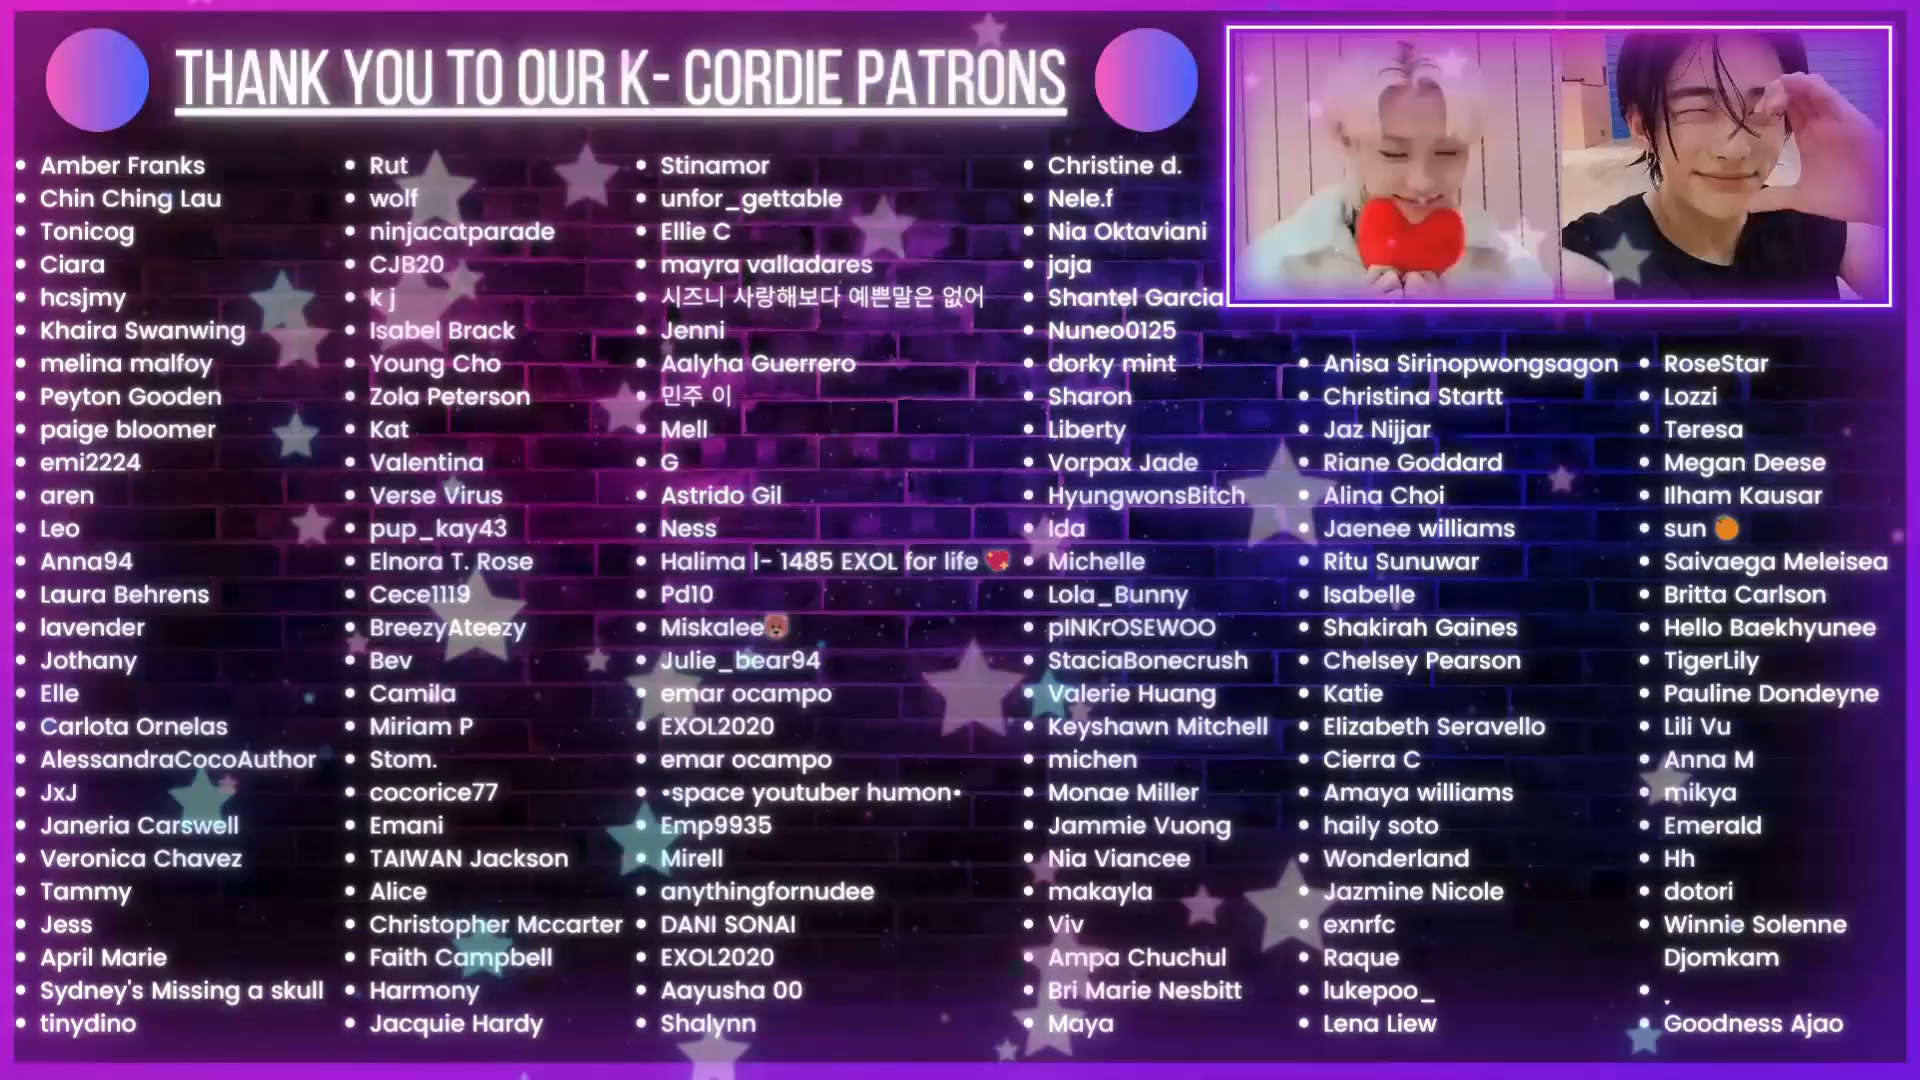 THANK YOU TO OUR K- CORDIE PATRONS
Amber Franks
Chin Ching Lau
Tonicog
Ciara
hcsjmy
Khaira Swanwing
melina malfoy
Peyton Gooden
paige bloomer
emi2224
aren
Leo
Anna94
Laura Behrens
lavender
Jothany
Elle
Carlota Ornelas
AlessandraCocoAuthor
JxJ
Janeria Carswell
Veronica Chavez
Tammy
Jess
April Marie
Sydney's Missing a skull
tinydino
Rut
wolf
ninjacatparade
CJB20
k j
Isabel Brack
Young Cho
Zola Peterson
Kat
Valentina
Verse Virus
pup_kay43
Elnora T. Rose
Cece1119
BreezyAteezy
Bev
Camila
Miriam P
Stom.
cocorice77
Emani
TAIWAN Jackson
Alice
Christopher Mccarter
Faith Campbell
Harmony
Jacquie Hardy
Stinamor
unfor_gettable
Ellie C
mayra valladares
시즈니 사랑해보다 예쁜말은 없어
Jenni
Aalyha Guerrero
민주 이
Mell
G
Astrido Gil
Ness
Halima l- 1485 EXOL for life 💖
Pd10
Miskalee🐻
Julie_bear94
emar ocampo
EXOL2020
emar ocampo
•space youtuber humon•
Emp9935
Mirell
anythingfornudee
DANI SONAI
EXOL2020
Aayusha 00
Shalynn
Christine d.
Nele.f
Nia Oktaviani
jaja
Shantel Garcia
Nuneo0125
dorky mint
Sharon
Liberty
Vorpax Jade
HyungwonsBitch
Ida
Michelle
Lola_Bunny
pINKrOSEWOO
StaciaBonecrush
Valerie Huang
Keyshawn Mitchell
michen
Monae Miller
Jammie Vuong
Nia Viancee
makayla
Viv
Ampa Chuchul
Bri Marie Nesbitt
Maya
Anisa Sirinopwongsagon
Christina Startt
Jaz Nijjar
Riane Goddard
Alina Choi
Jaenee williams
Ritu Sunuwar
Isabelle
Shakirah Gaines
Chelsey Pearson
Katie
Elizabeth Seravello
Cierra C
Amaya williams
haily soto
Wonderland
Jazmine Nicole
exnrfc
Raque
lukepoo_
Lena Liew
RoseStar
Lozzi
Teresa
Megan Deese
Ilham Kausar
sun 🍊
Saivaega Meleisea
Britta Carlson
Hello Baekhyunee
TigerLily
Pauline Dondeyne
Lili Vu
Anna M
mikya
Emerald
Hh
dotori
Winnie Solenne
Djomkam
Goodness Ajao